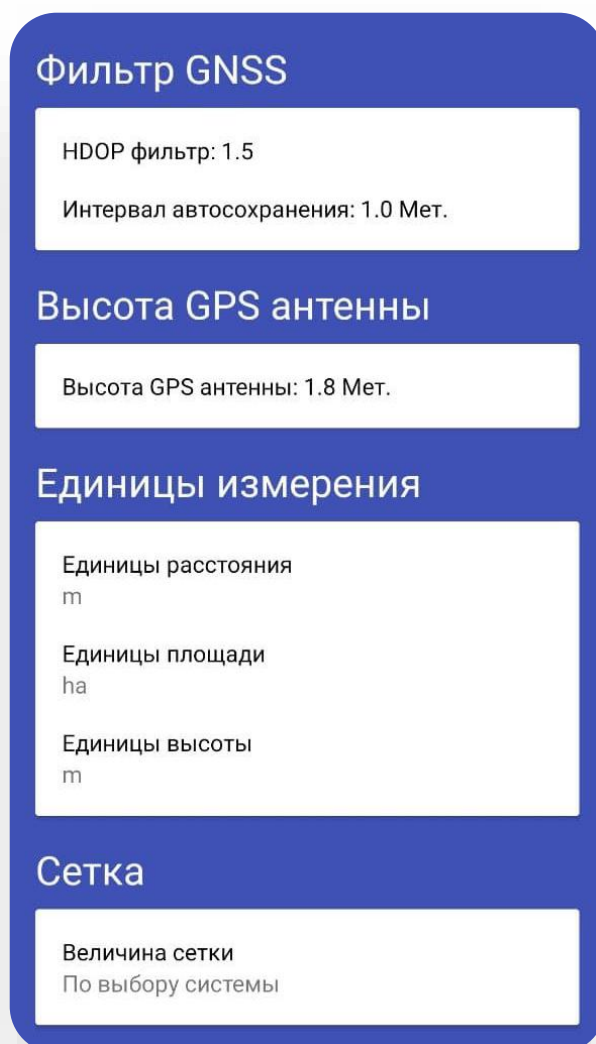 Фильтр GNSS
HDOP фильтр: 1.5
Интервал автосохранения: 1.0 Мет.
Высота GPS антенны
Высота GPS антенны: 1.8 Мет.
Единицы измерения
Единицы расстояния
m
Единицы площади
ha
Единицы высоты
m
Сетка
Величина сетки
По выбору системы